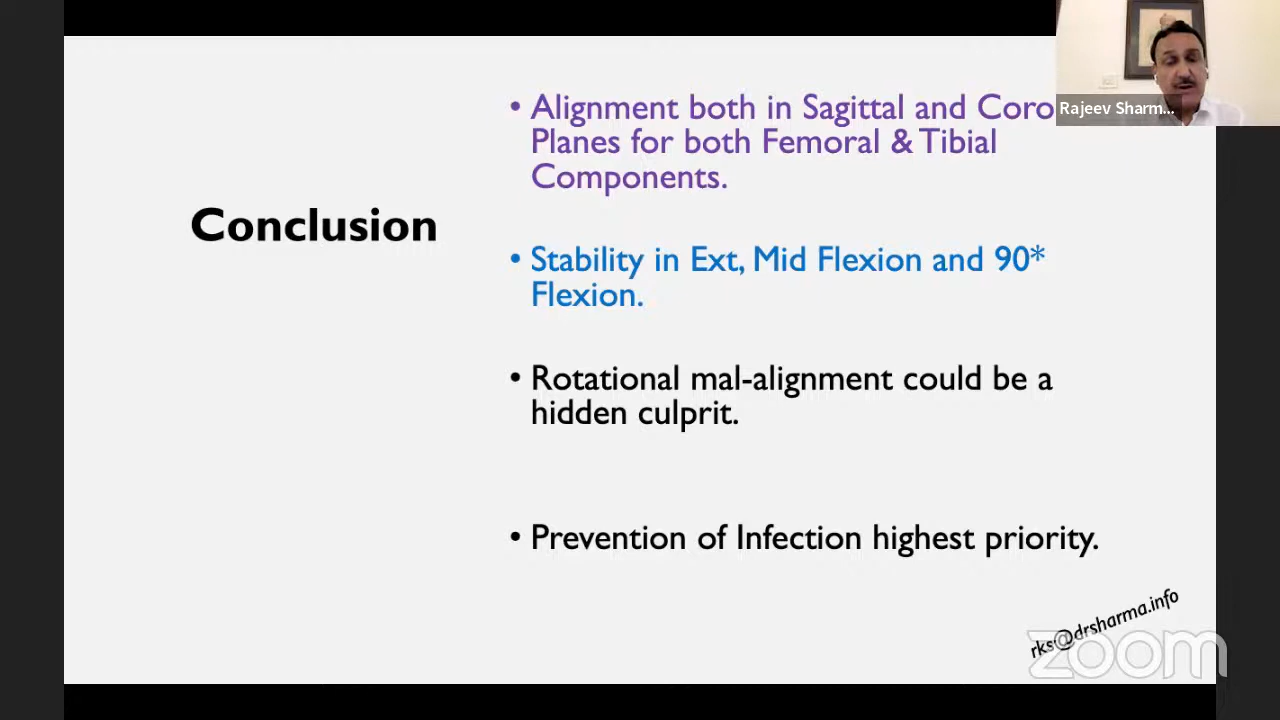 • Alignment both in Sagittal and Coro
Planes for both Femoral & Tibial
Components.
Rajeev Sharm...
Conclusion
• Stability in Ext, Mid Flexion and 90*
Flexion.
• Rotational mal-alignment could be a
hidden culprit.
• Prevention of Infection highest priority.
rks@drsharma.info
zoom